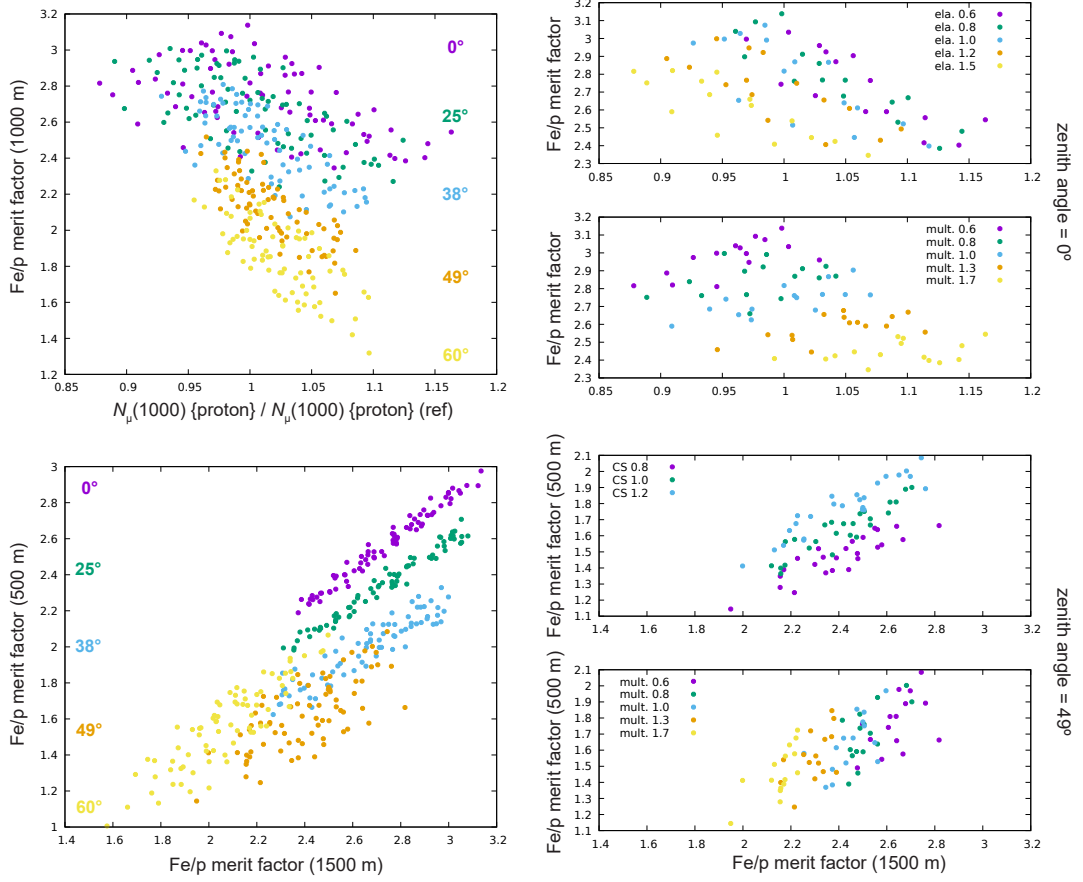 3.2
3
2.8
2.6
2.4
2.2
2
1.8
1.6
1.4
1.2
0.85 0.9 0.95 1 1.05 1.1 1.15 1.2
Fe/p merit factor (1000 m)
Nμ(1000) {proton} / Nμ(1000) {proton} (ref)
0°
25°
38°
49°
60°
3.2
3.1
3
2.9
2.8
2.7
2.6
2.5
2.4
2.3
0.85 0.9 0.95 1 1.05 1.1 1.15 1.2
Fe/p merit factor
ela. 0.6
ela. 0.8
ela. 1.0
ela. 1.2
ela. 1.5
3.2
3.1
3
2.9
2.8
2.7
2.6
2.5
2.4
2.3
0.85 0.9 0.95 1 1.05 1.1 1.15 1.2
Fe/p merit factor
mult. 0.6
mult. 0.8
mult. 1.0
mult. 1.3
mult. 1.7
zenith angle = 0º
3
2.8
2.6
2.4
2.2
2
1.8
1.6
1.4
1.2
1
1.4 1.6 1.8 2 2.2 2.4 2.6 2.8 3 3.2
Fe/p merit factor (500 m)
Fe/p merit factor (1500 m)
0°
25°
38°
49°
60°
2.1
2
1.9
1.8
1.7
1.6
1.5
1.4
1.3
1.2
1.1
1.4 1.6 1.8 2 2.2 2.4 2.6 2.8 3 3.2
Fe/p merit factor (500 m)
CS 0.8
CS 1.0
CS 1.2
2.1
2
1.9
1.8
1.7
1.6
1.5
1.4
1.3
1.2
1.1
1.4 1.6 1.8 2 2.2 2.4 2.6 2.8 3 3.2
Fe/p merit factor (500 m)
Fe/p merit factor (1500 m)
mult. 0.6
mult. 0.8
mult. 1.0
mult. 1.3
mult. 1.7
zenith angle = 49º